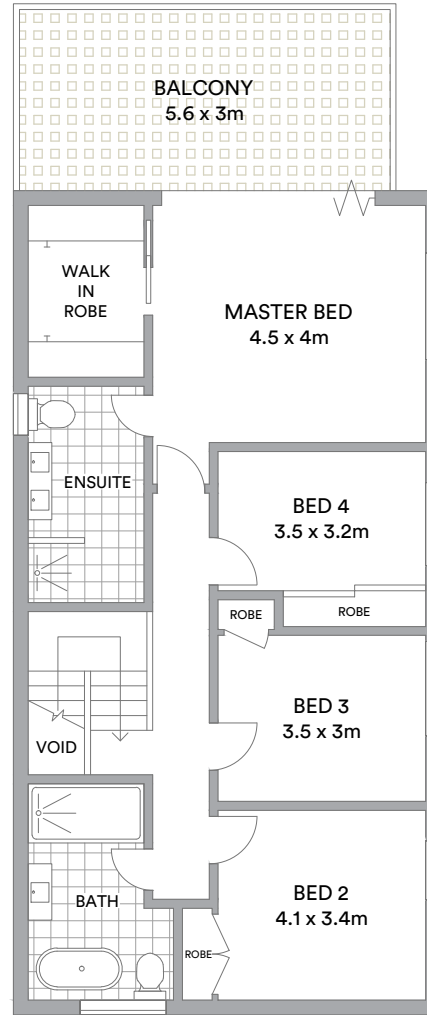 BALCONY
5.6 x 3m
WALK
IN
ROBE
MASTER BED
4.5 x 4m
ENSUITE
BED 4
3.5 x 3.2m
ROBE
ROBE
BED 3
3.5 x 3m
VOID
BED 2
4.1 x 3.4m
BATH
ROBE